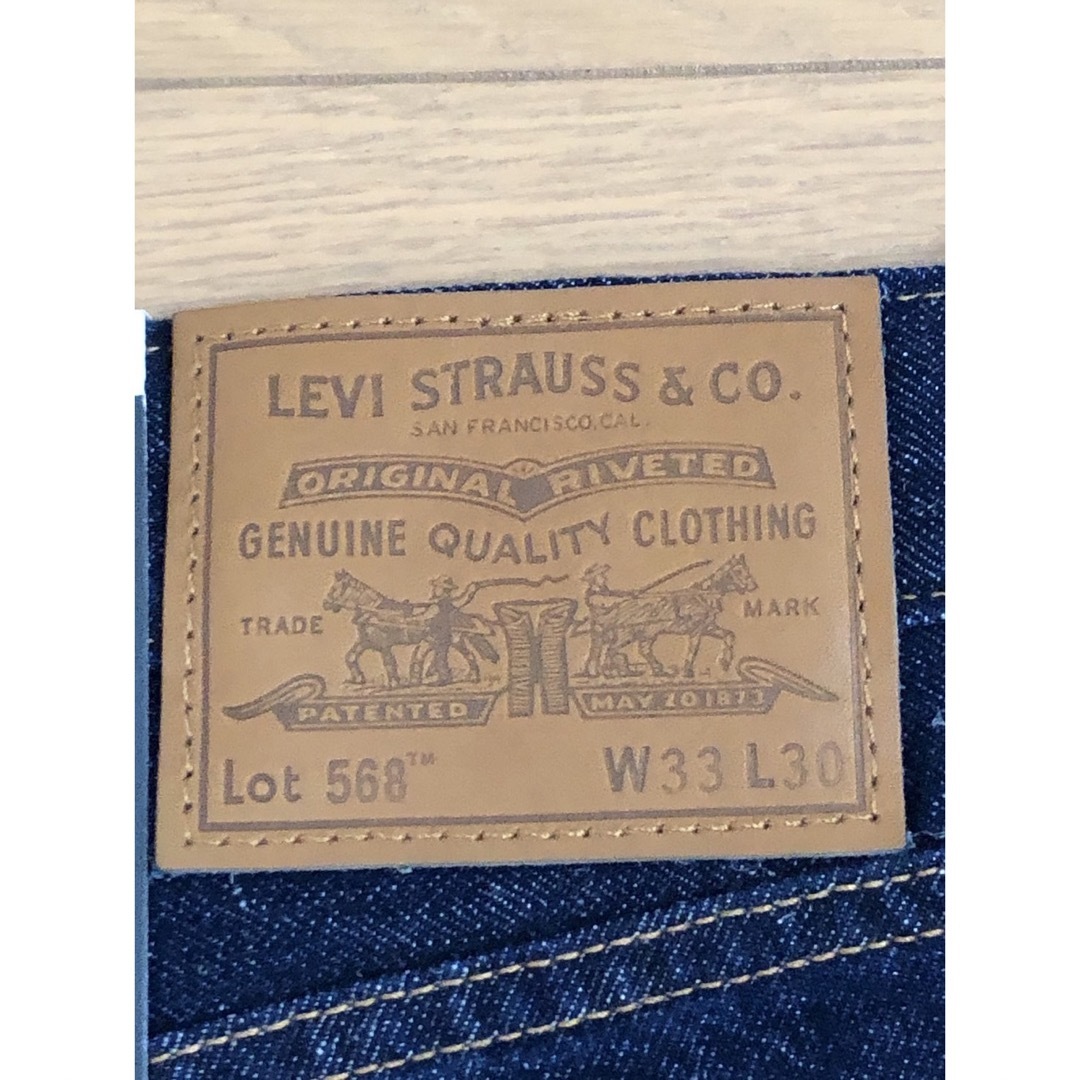 LEVI STRAUSS & CO.
SAN FRANCISCO, CAL.
ORIGINAL RIVETED
GENUINE QUALITY CLOTHING
TRADE MARK
PATENTED MAY 20 1873
Lot 568™ W33 L30